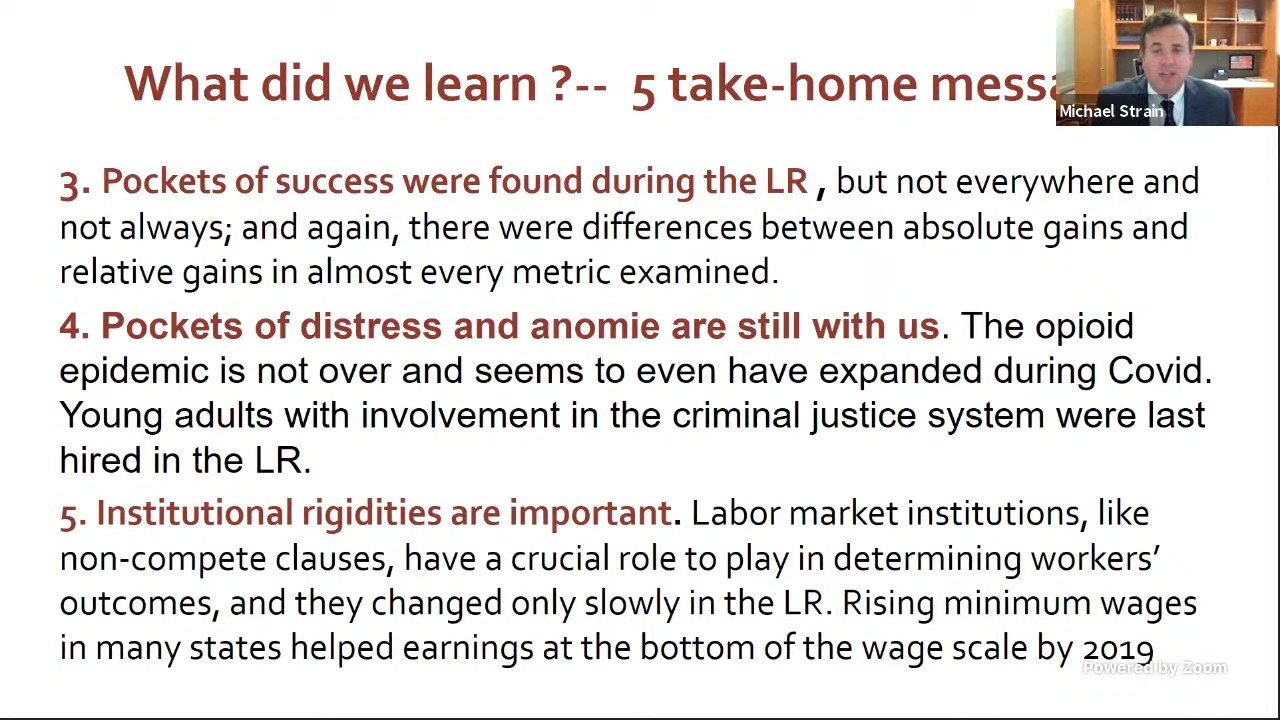 What did we learn ?-- 5 take-home messa
Michael Strain
3. Pockets of success were found during the LR , but not everywhere and
not always; and again, there were differences between absolute gains and
relative gains in almost every metric examined.
4. Pockets of distress and anomie are still with us. The opioid
epidemic is not over and seems to even have expanded during Covid.
Young adults with involvement in the criminal justice system were last
hired in the LR.
5. Institutional rigidities are important. Labor market institutions, like
non-compete clauses, have a crucial role to play in determining workers’
outcomes, and they changed only slowly in the LR. Rising minimum wages
in many states helped earnings at the bottom of the wage scale by 2019
Powered by Zoom